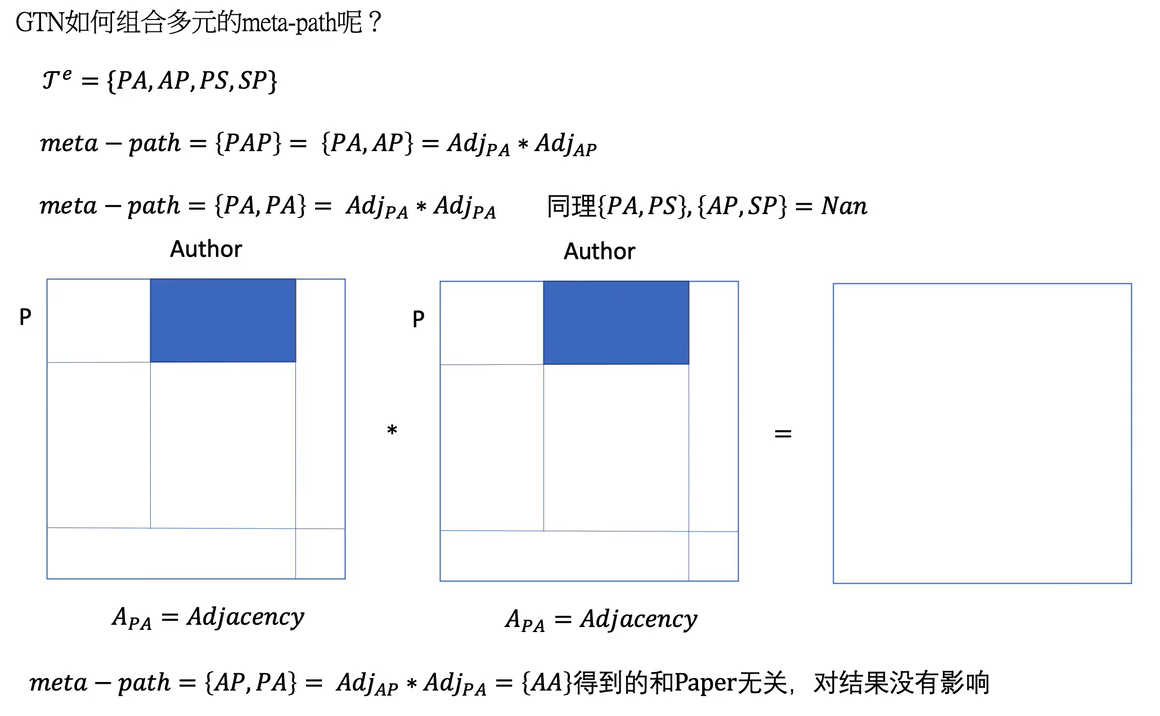 GTN如何组合多元的meta-path呢？
𝒯ᵉ = {PA, AP, PS, SP}
meta − path = {PAP} = {PA, AP} = Adj_PA ∗ Adj_AP
meta − path = {PA, PA} = Adj_PA ∗ Adj_PA 同理{PA, PS}, {AP, SP} = Nan
Author Author
P P
* =
A_PA = Adjacency A_PA = Adjacency
meta − path = {AP, PA} = Adj_AP ∗ Adj_PA = {AA}得到的和Paper无关，对结果没有影响